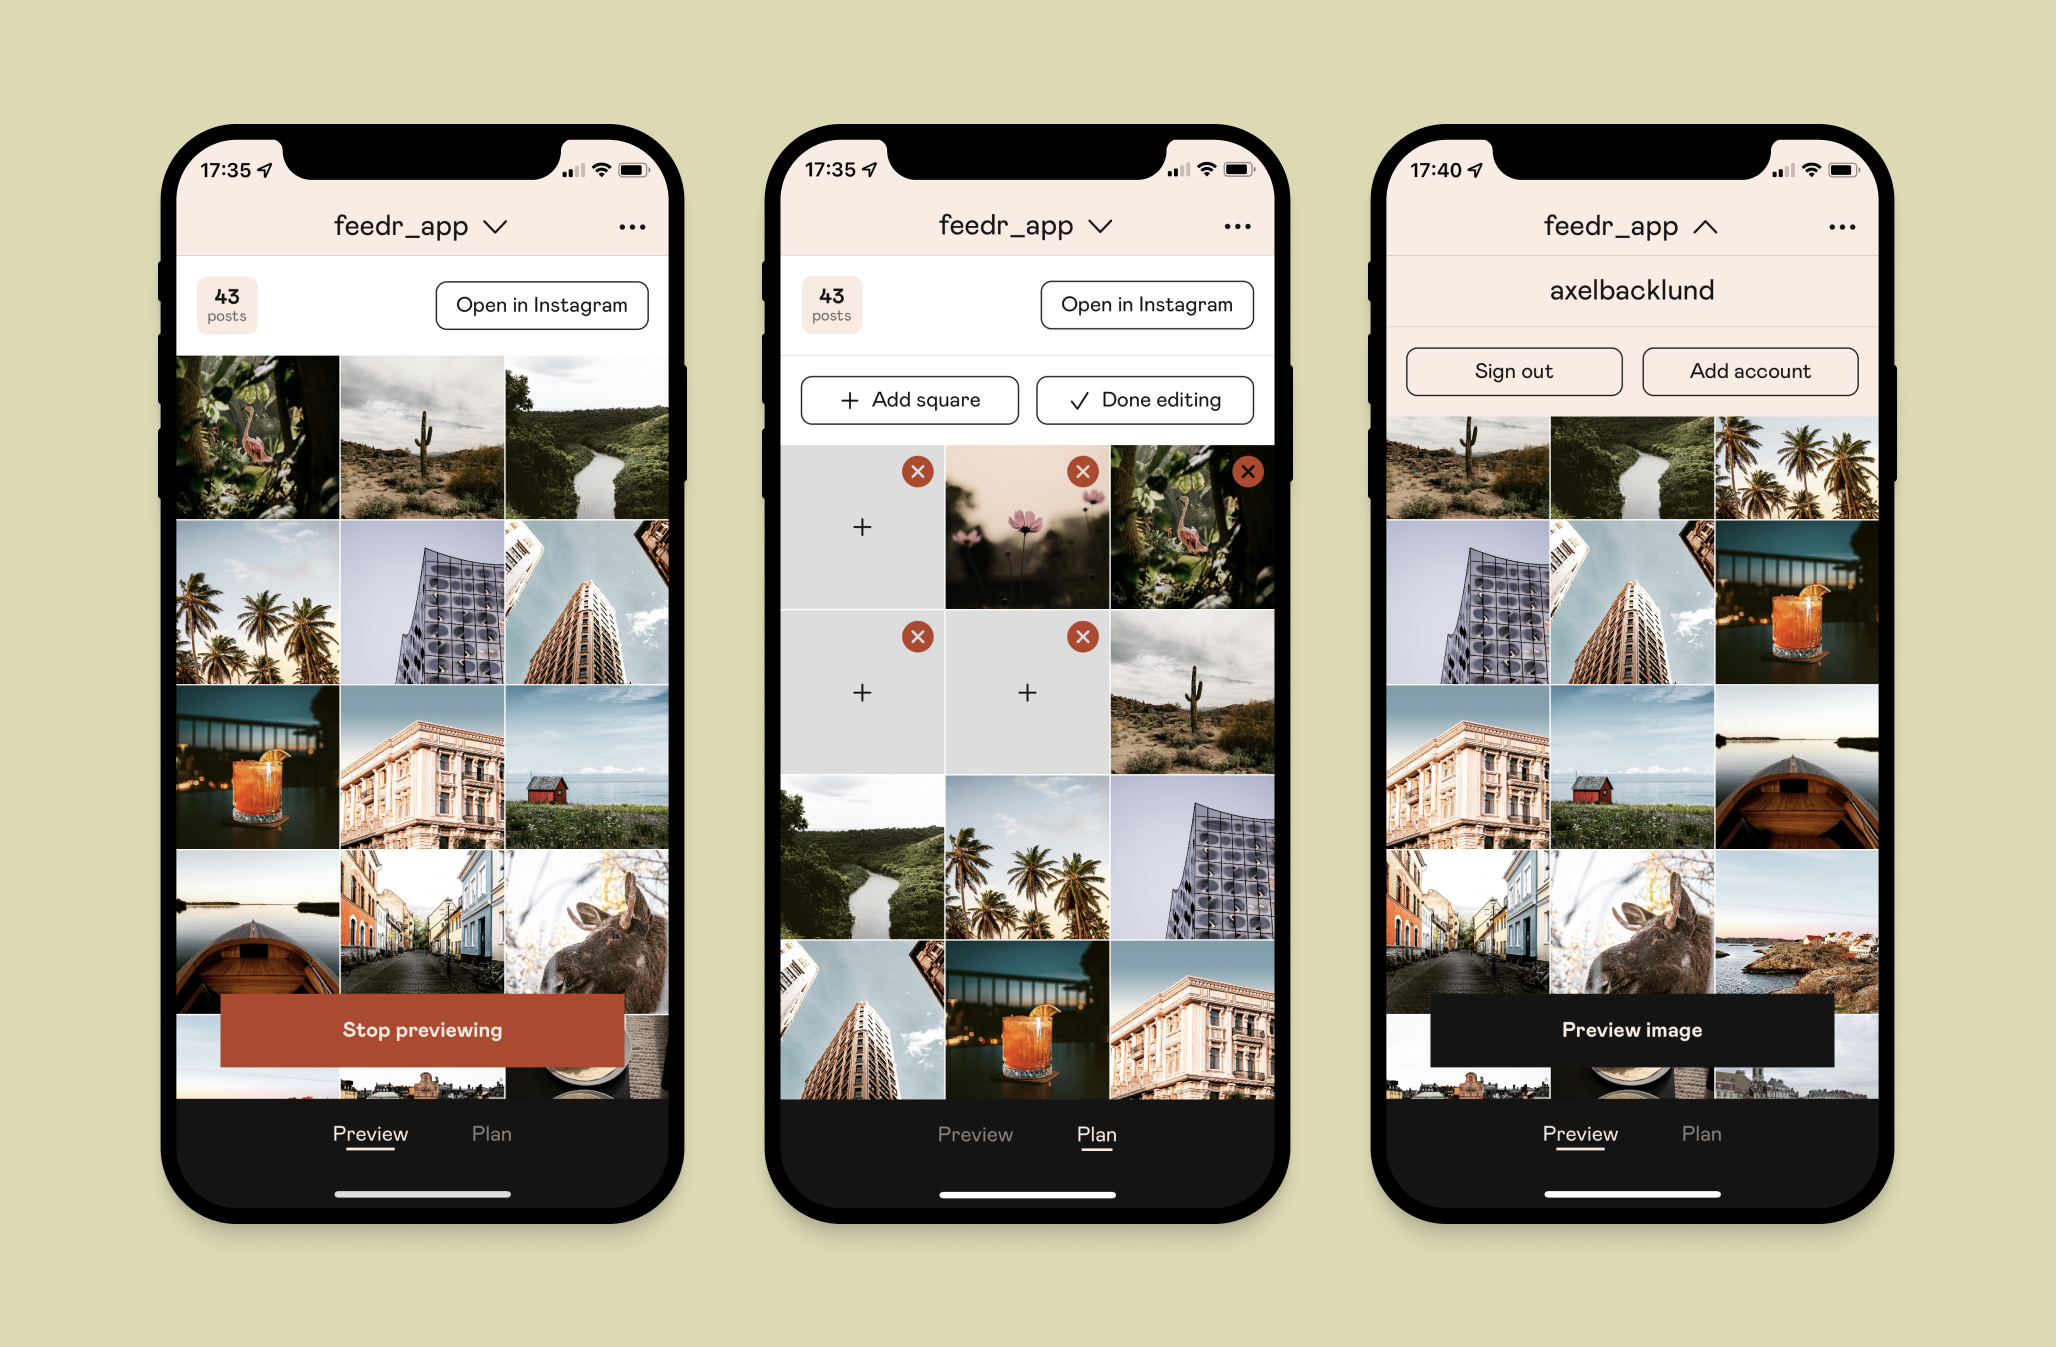 17:35
feedr_app
43
posts
Open in Instagram
Stop previewing
Preview Plan
17:35
feedr_app
43
posts
Open in Instagram
Add square
Done editing
Preview Plan
17:40
feedr_app
axelbacklund
Sign out
Add account
Preview image
Preview Plan